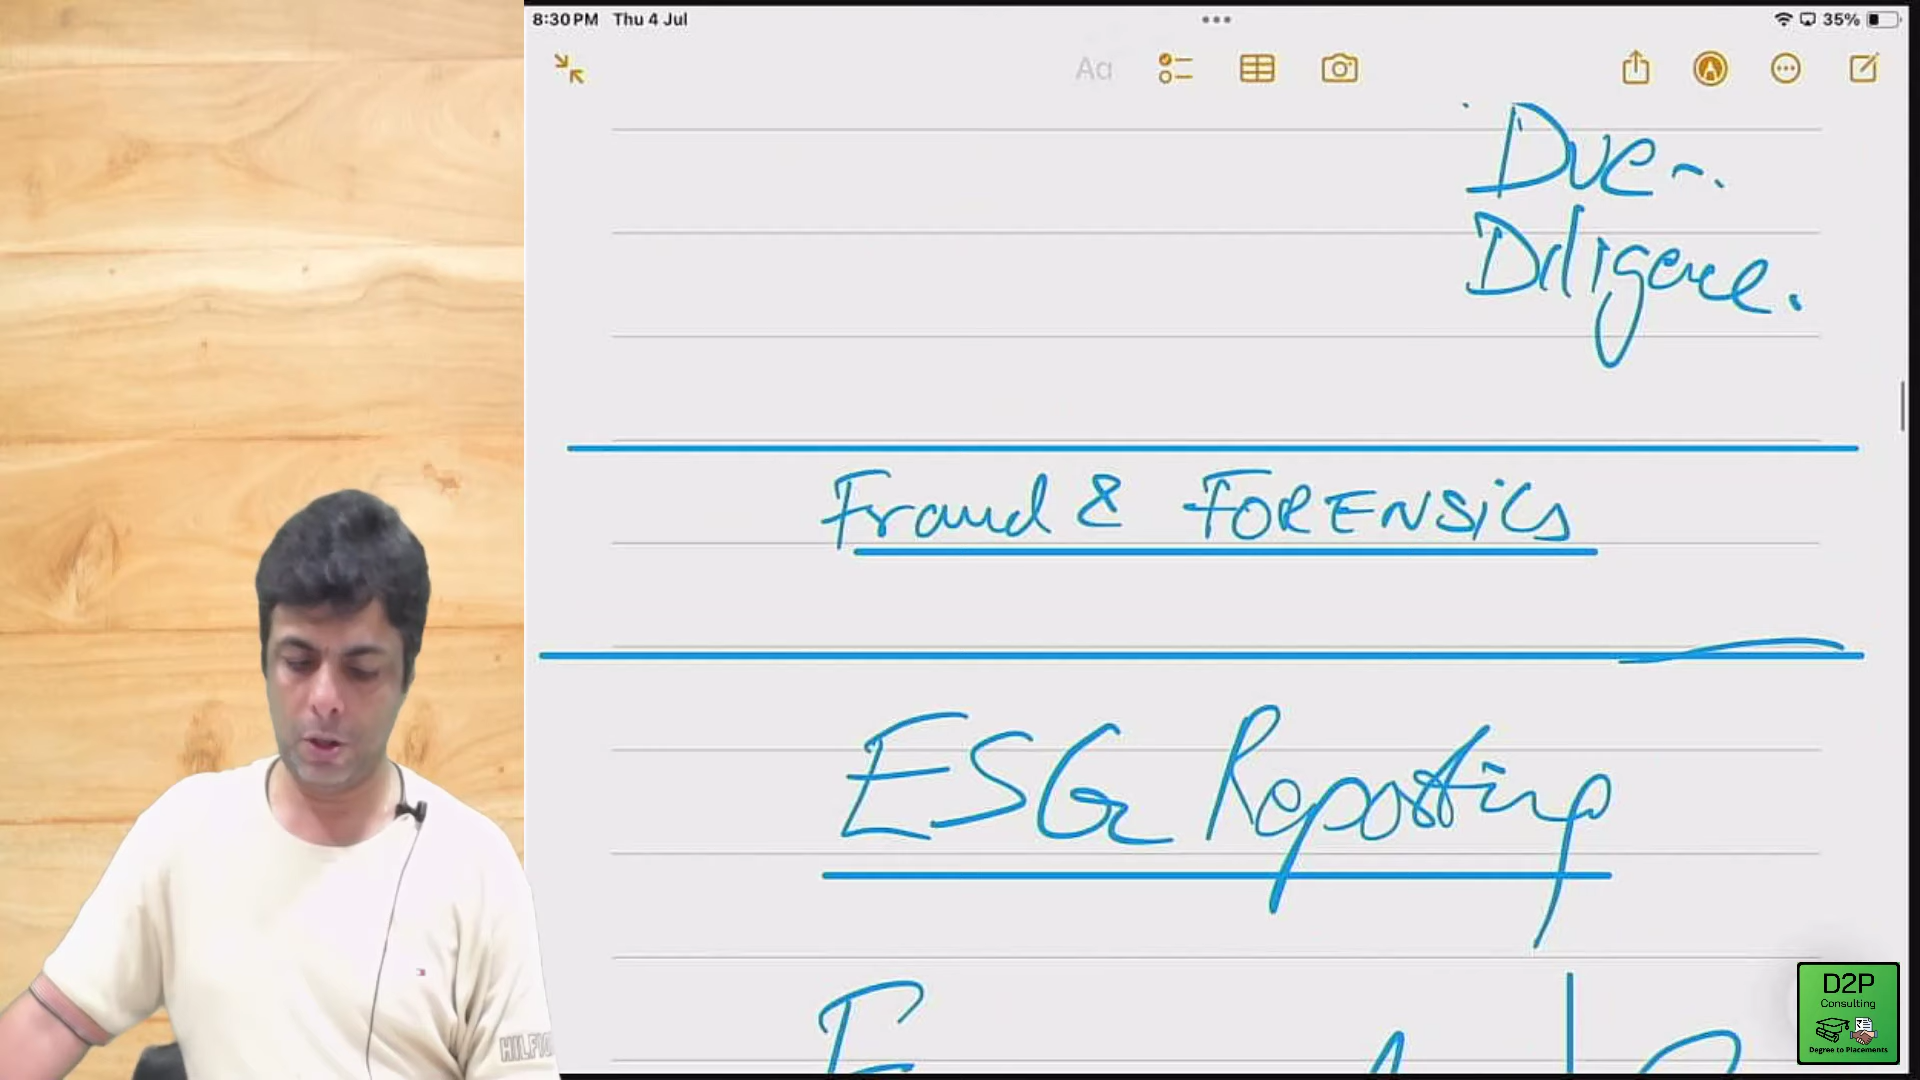 8:30 PM Thu 4 Jul
35%
Aa
Due -.
Diligence.
Fraud & FORENSICS
ESG Reporting
E
HILFI
D2P
Consulting
Degree to Placements